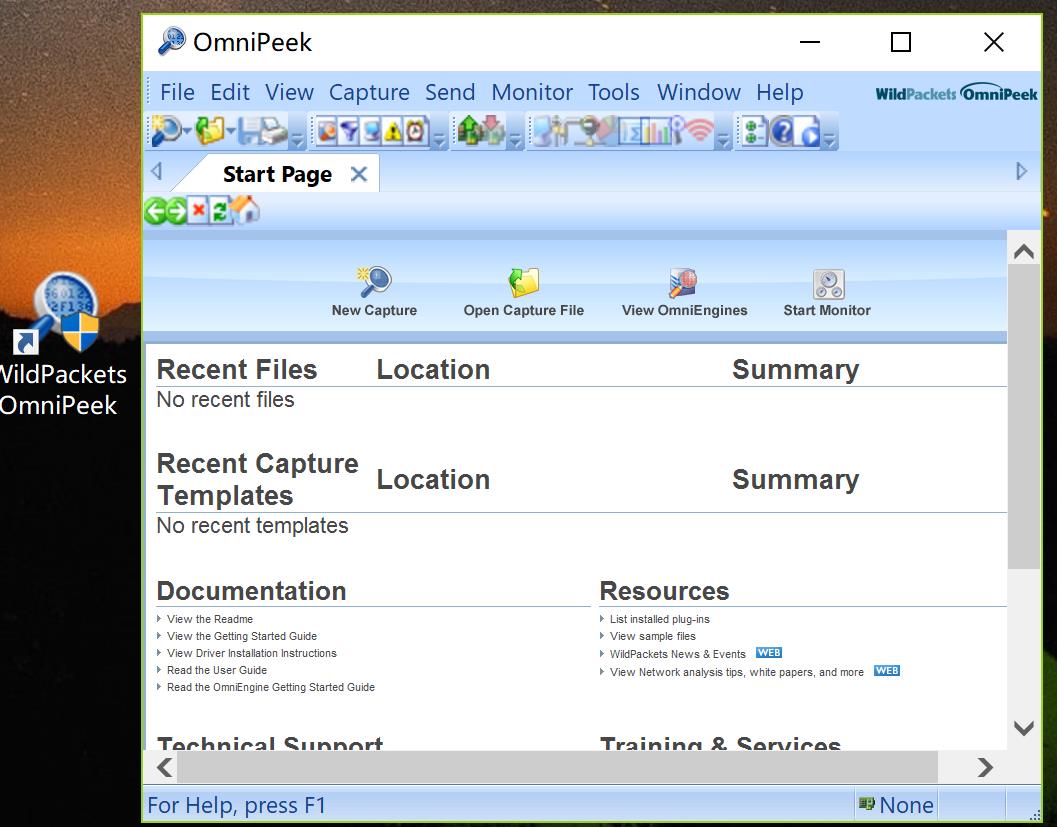 OmniPeek
File Edit View Capture Send Monitor Tools Window Help WildPackets OmniPeek
Start Page
New Capture Open Capture File View OmniEngines Start Monitor
Recent Files Location Summary
No recent files
Recent Capture
Templates Location Summary
No recent templates
Documentation
View the Readme
View the Getting Started Guide
View Driver Installation Instructions
Read the User Guide
Read the OmniEngine Getting Started Guide
Resources
List installed plug-ins
View sample files
WildPackets News & Events WEB
View Network analysis tips, white papers, and more WEB
Technical Support Training & Services
For Help, press F1 None
WildPackets
OmniPeek